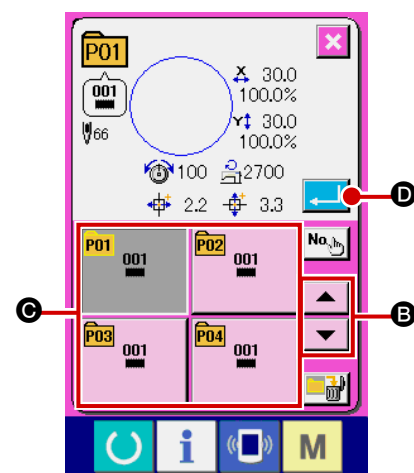 P01
X 30.0
100.0%
001
Y 30.0
100.0%
66
100 2700
2.2 3.3
D
P01 001
P02 001
No.
C
B
P03 001
P04 001
i M